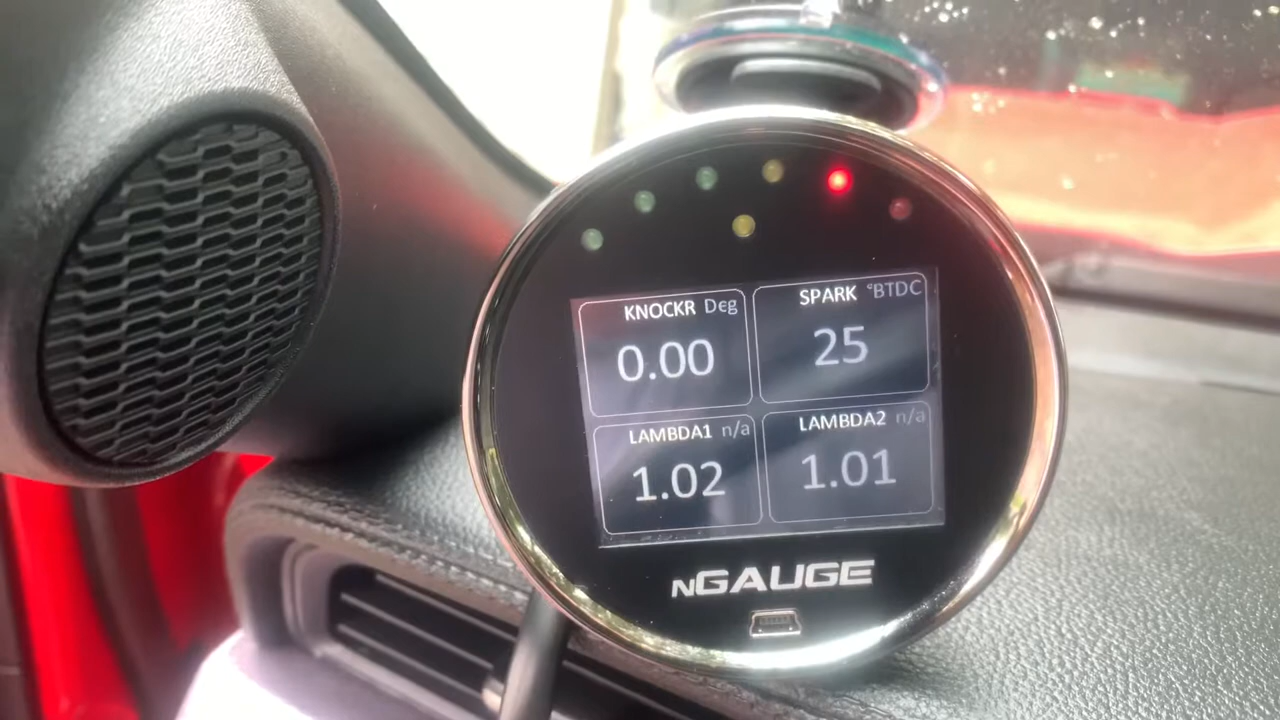 KNOCKR Deg
0.00
SPARK °BTDC
25
LAMBDA1 n/a
1.02
LAMBDA2 n/a
1.01
nGAUGE